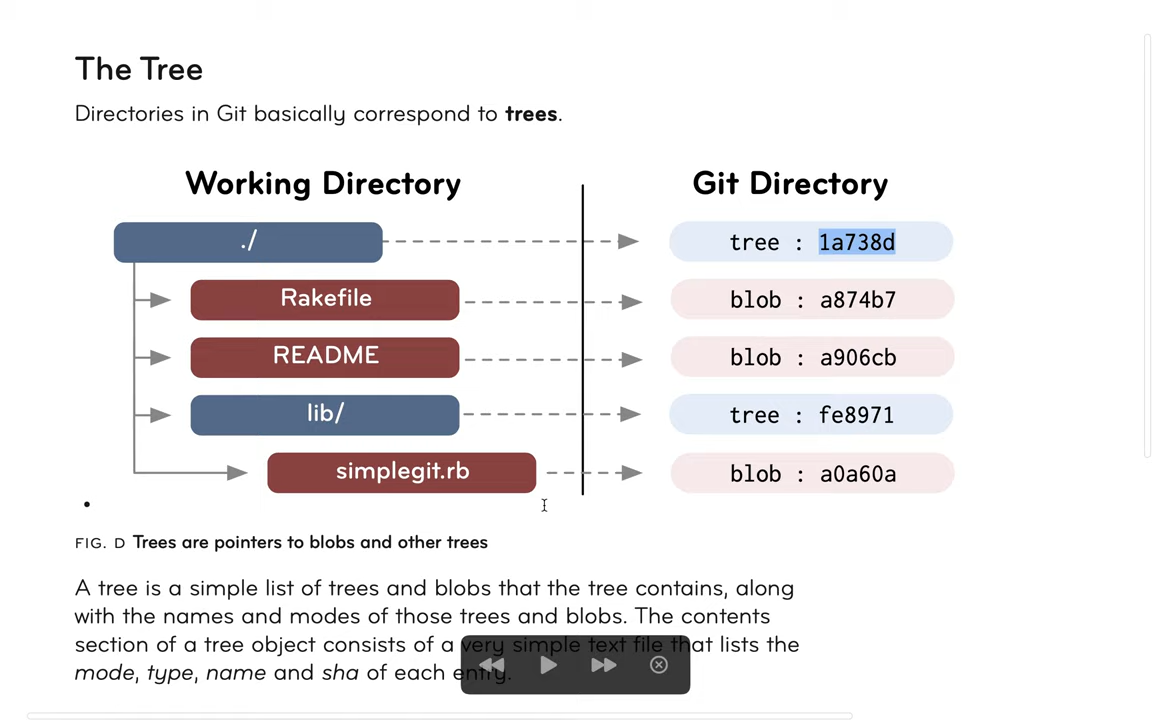 The Tree
Directories in Git basically correspond to trees.
Working Directory
Git Directory
./
tree : 1a738d
Rakefile
blob : a874b7
README
blob : a906cb
lib/
tree : fe8971
simplegit.rb
blob : a0a60a
FIG. D Trees are pointers to blobs and other trees
A tree is a simple list of trees and blobs that the tree contains, along
with the names and modes of those trees and blobs. The contents
section of a tree object consists of a very simple text file that lists the
mode, type, name and sha of each entry.